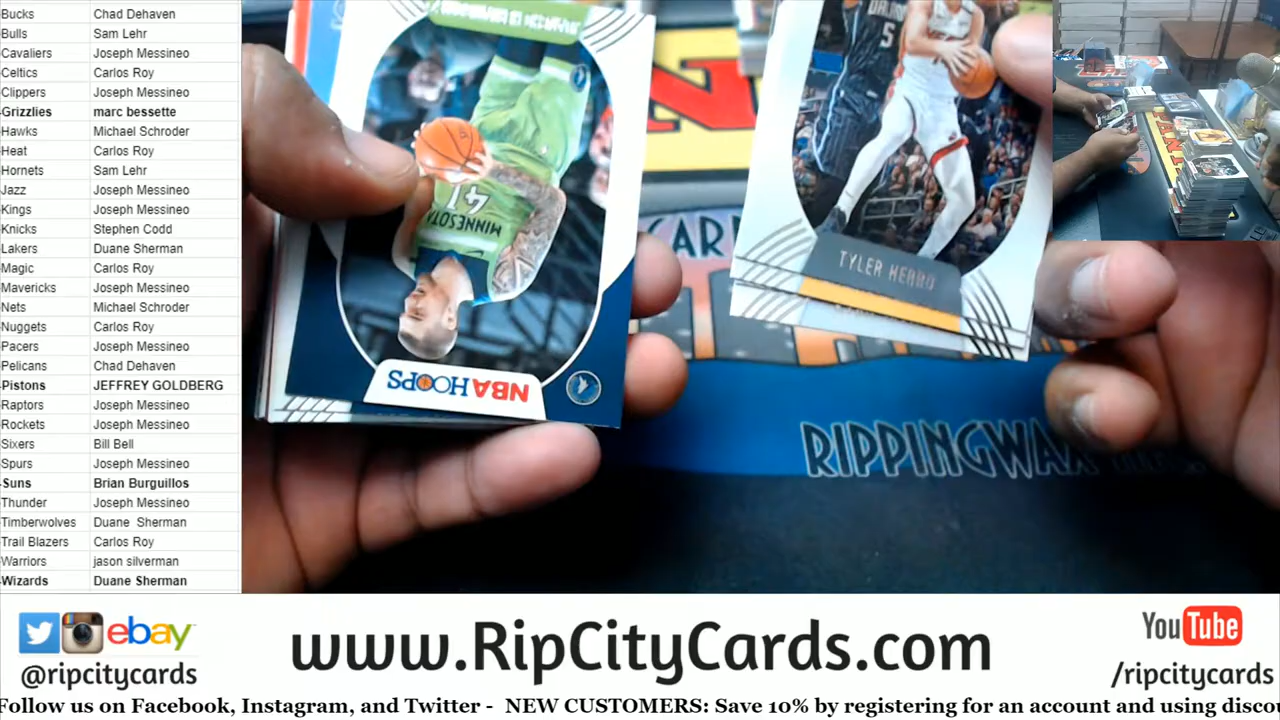 Bucks Chad Dehaven
Bulls Sam Lehr
Cavaliers Joseph Messineo
Celtics Carlos Roy
Clippers Joseph Messineo
Grizzlies marc bessette
Hawks Michael Schroder
Heat Carlos Roy
Hornets Sam Lehr
Jazz Joseph Messineo
Kings Joseph Messineo
Knicks Stephen Codd
Lakers Duane Sherman
Magic Carlos Roy
Mavericks Joseph Messineo
Nets Michael Schroder
Nuggets Carlos Roy
Pacers Joseph Messineo
Pelicans Chad Dehaven
Pistons JEFFREY GOLDBERG
Raptors Joseph Messineo
Rockets Joseph Messineo
Sixers Bill Bell
Spurs Joseph Messineo
Suns Brian Burguillos
Thunder Joseph Messineo
Timberwolves Duane Sherman
Trail Blazers Carlos Roy
Warriors jason silverman
Wizards Duane Sherman
5
TYLER HERRO
MINNESOTA
41
NBA HOOPS
CAR
RIPPINGWAX
ebay
@ripcitycards
www.RipCityCards.com
YouTube
/ripcitycards
Follow us on Facebook, Instagram, and Twitter - NEW CUSTOMERS: Save 10% by registering for an account and using discou